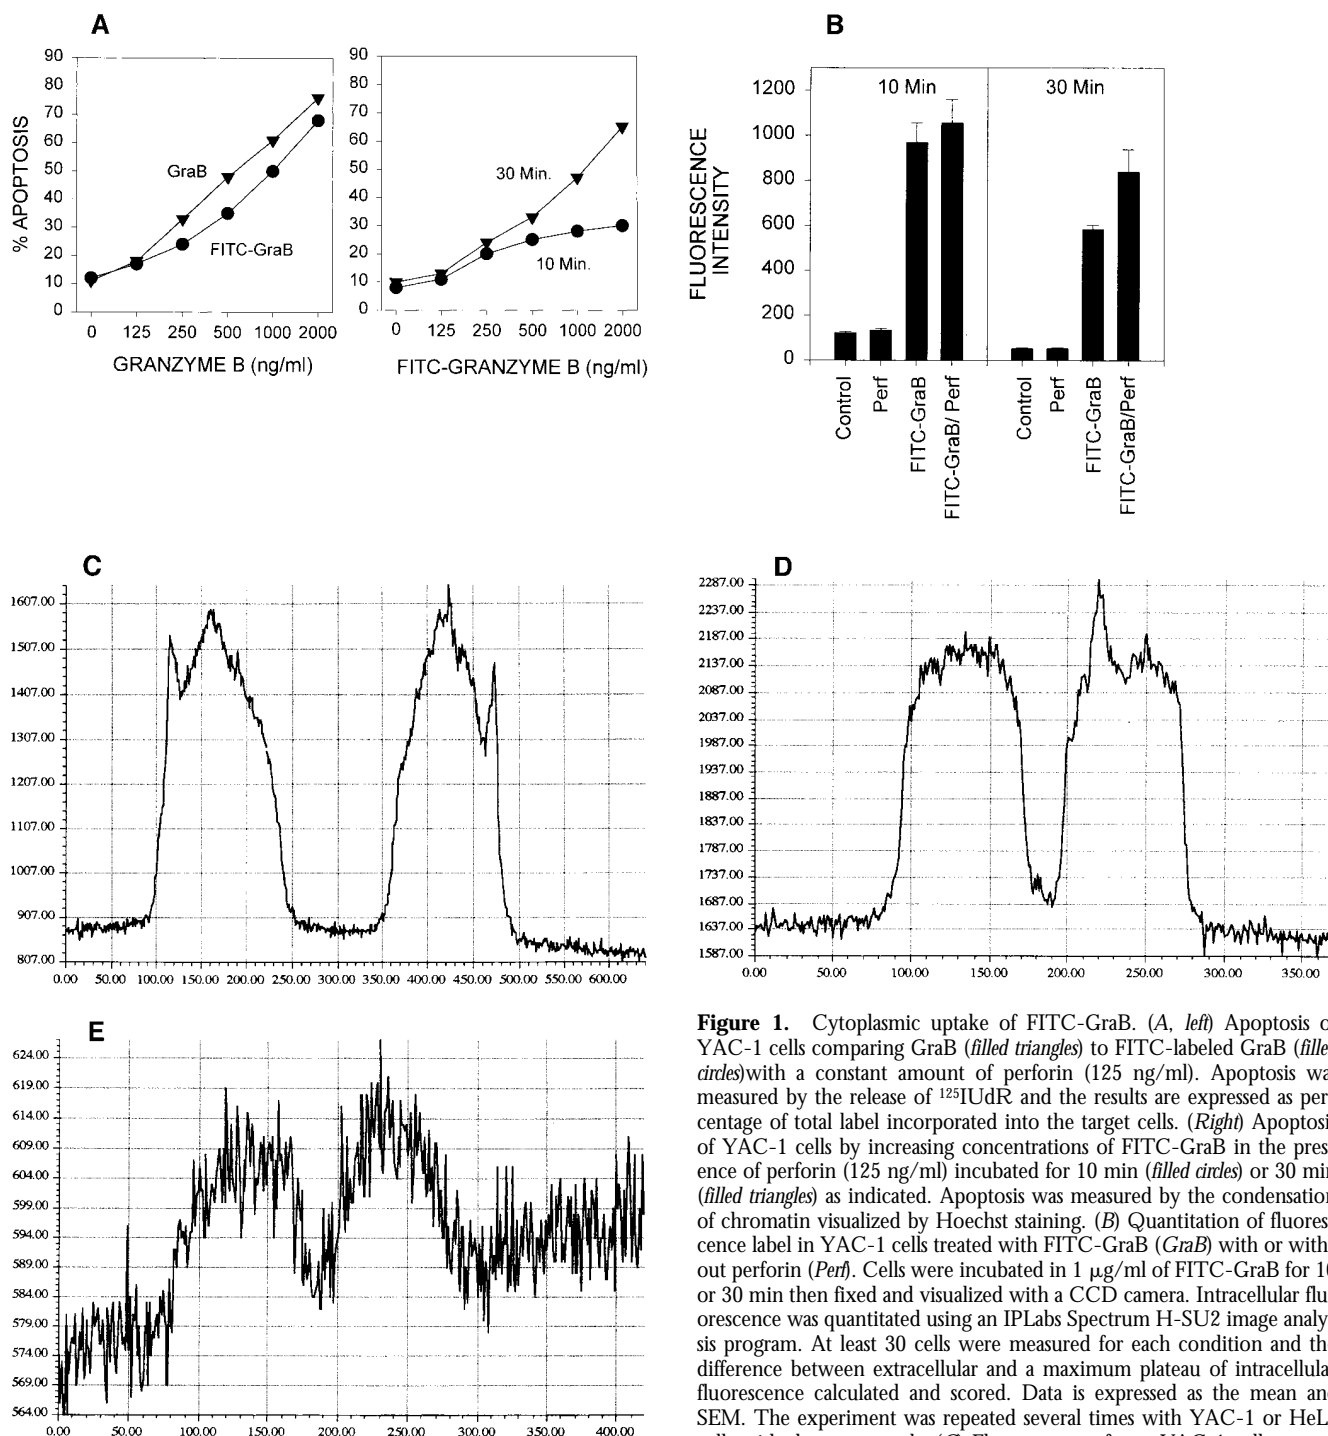 A
90
80
70
60
50
40
30
20
10
0
% APOPTOSIS
GraB
FITC-GraB
0 125 250 500 1000 2000
GRANZYME B (ng/ml)
90
80
70
60
50
40
30
20
10
0
30 Min.
10 Min.
0 125 250 500 1000 2000
FITC-GRANZYME B (ng/ml)
B
1200
1000
800
600
400
200
0
FLUORESCENCE
INTENSITY
10 Min 30 Min
Control
Perf
FITC-GraB
FITC-GraB/ Perf
Control
Perf
FITC-GraB
FITC-GraB/Perf
C
1607.00
1507.00
1407.00
1307.00
1207.00
1107.00
1007.00
907.00
807.00
0.00 50.00 100.00 150.00 200.00 250.00 300.00 350.00 400.00 450.00 500.00 550.00 600.00
D
2287.00
2237.00
2187.00
2137.00
2087.00
2037.00
1987.00
1937.00
1887.00
1837.00
1787.00
1737.00
1687.00
1637.00
1587.00
0.00 50.00 100.00 150.00 200.00 250.00 300.00 350.00
E
624.00
619.00
614.00
609.00
604.00
599.00
594.00
589.00
584.00
579.00
574.00
569.00
564.00
0.00 50.00 100.00 150.00 200.00 250.00 300.00 350.00 400.00
Figure 1. Cytoplasmic uptake of FITC-GraB. (A, left) Apoptosis o
YAC-1 cells comparing GraB (filled triangles) to FITC-labeled GraB (fille
circles)with a constant amount of perforin (125 ng/ml). Apoptosis wa
measured by the release of ¹²⁵IUdR and the results are expressed as per
centage of total label incorporated into the target cells. (Right) Apoptosi
of YAC-1 cells by increasing concentrations of FITC-GraB in the pres
ence of perforin (125 ng/ml) incubated for 10 min (filled circles) or 30 min
(filled triangles) as indicated. Apoptosis was measured by the condensation
of chromatin visualized by Hoechst staining. (B) Quantitation of fluores
cence label in YAC-1 cells treated with FITC-GraB (GraB) with or with
out perforin (Perf). Cells were incubated in 1 μg/ml of FITC-GraB for 10
or 30 min then fixed and visualized with a CCD camera. Intracellular flu
orescence was quantitated using an IPLabs Spectrum H-SU2 image analy
sis program. At least 30 cells were measured for each condition and th
difference between extracellular and a maximum plateau of intracellula
fluorescence calculated and scored. Data is expressed as the mean an
SEM. The experiment was repeated several times with YAC-1 or HeL